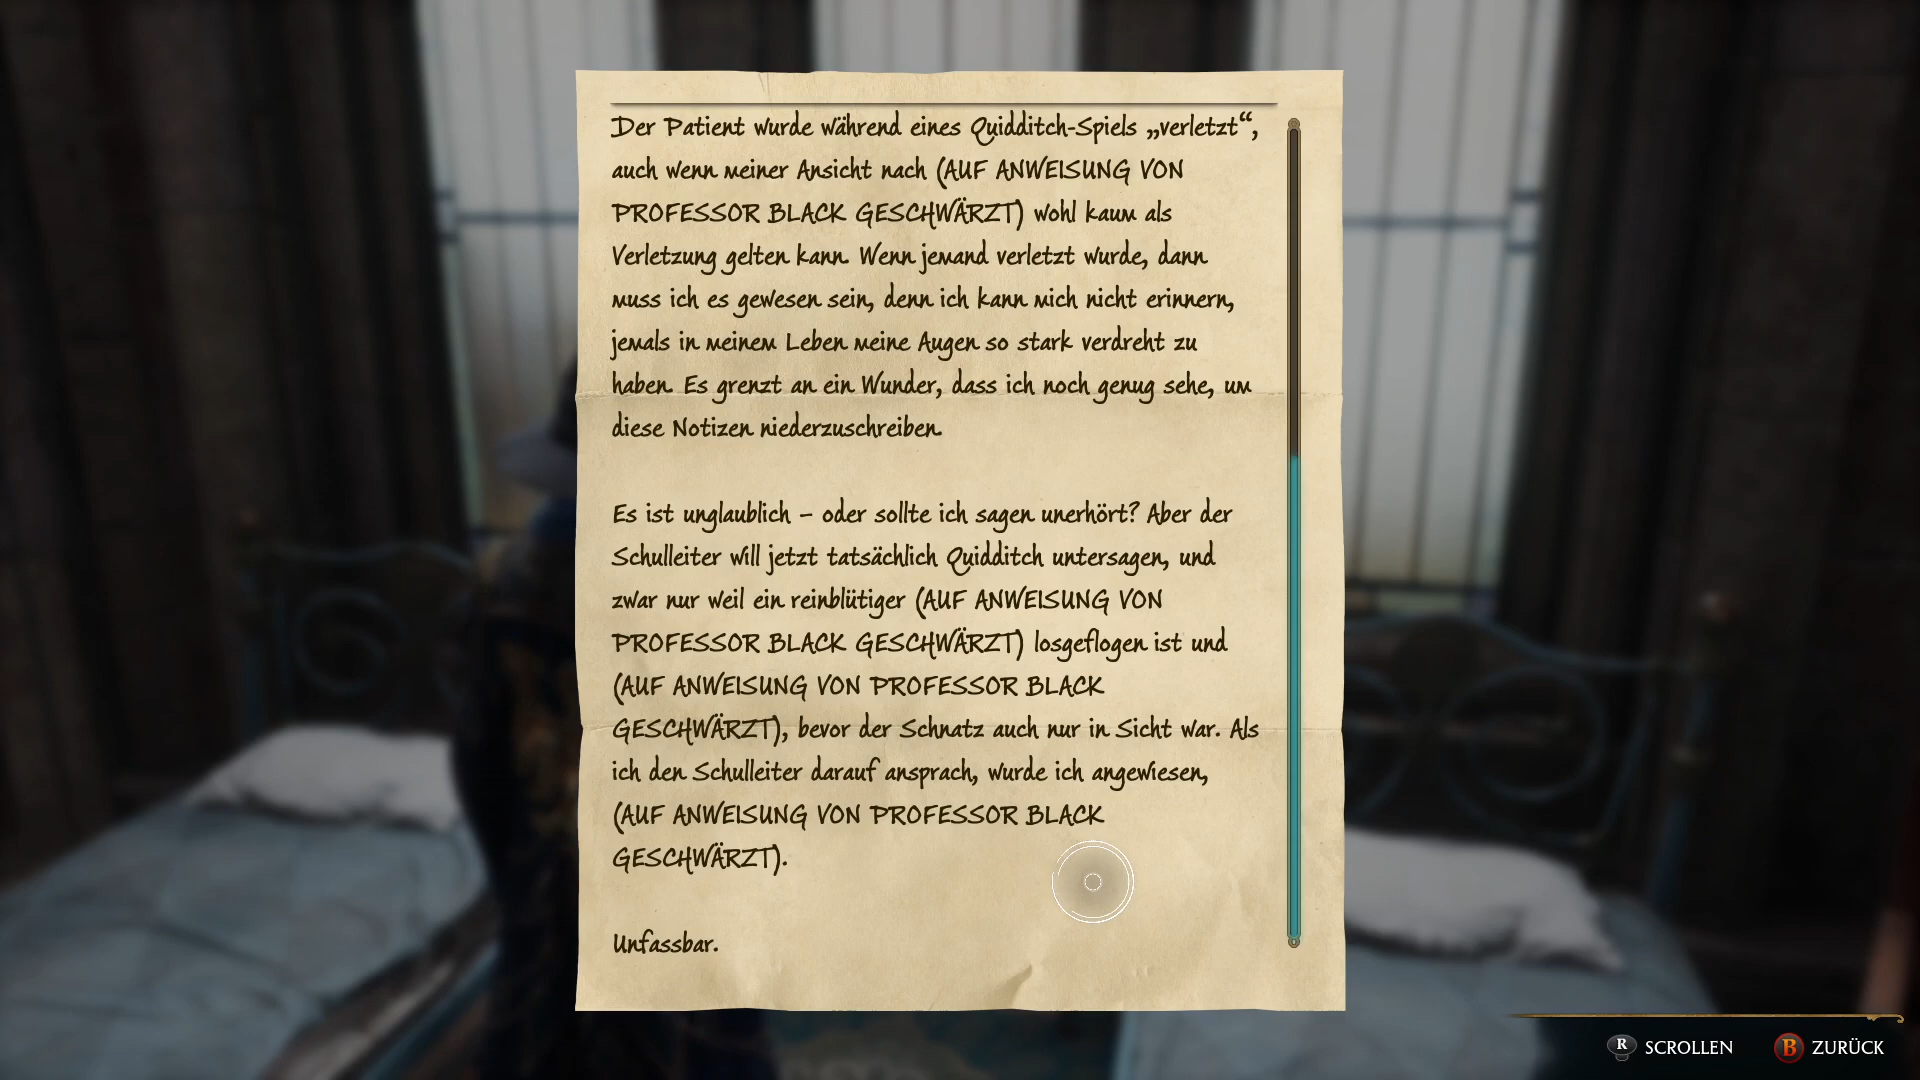 Der Patient wurde während eines Quidditch-Spiels „verletzt“,
auch wenn meiner Ansicht nach (AUF ANWEISUNG VON
PROFESSOR BLACK GESCHWÄRZT) wohl kaum als
Verletzung gelten kann. Wenn jemand verletzt wurde, dann
muss ich es gewesen sein, denn ich kann mich nicht erinnern,
jemals in meinem Leben meine Augen so stark verdreht zu
haben. Es grenzt an ein Wunder, dass ich noch genug sehe, um
diese Notizen niederzuschreiben.
Es ist unglaublich – oder sollte ich sagen unerhört? Aber der
Schulleiter will jetzt tatsächlich Quidditch untersagen, und
zwar nur weil ein reinblütiger (AUF ANWEISUNG VON
PROFESSOR BLACK GESCHWÄRZT) losgeflogen ist und
(AUF ANWEISUNG VON PROFESSOR BLACK
GESCHWÄRZT), bevor der Schnatz auch nur in Sicht war. Als
ich den Schulleiter darauf ansprach, wurde ich angewiesen,
(AUF ANWEISUNG VON PROFESSOR BLACK
GESCHWÄRZT).
Unfassbar.
R SCROLLEN B ZURÜCK